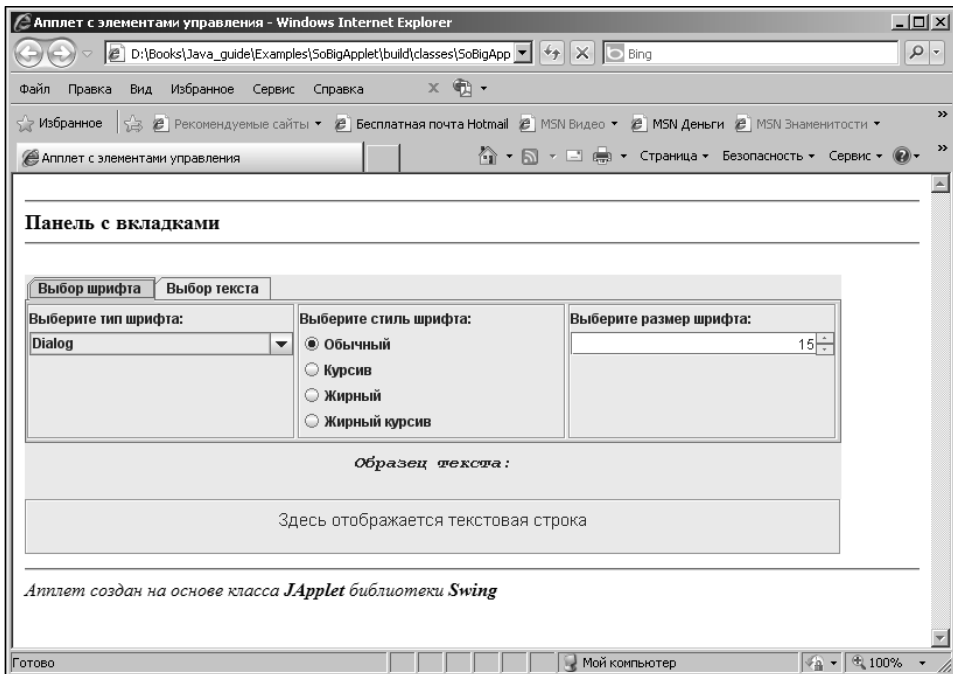 Апплет с элементами управления - Windows Internet Explorer
D:\Books\Java_guide\Examples\SoBigApplet\build\classes\SoBigApp
Bing
Файл Правка Вид Избранное Сервис Справка
Избранное Рекомендуемые сайты Бесплатная почта Hotmail MSN Видео MSN Деньги MSN Знаменитости
Апплет с элементами управления
Страница Безопасность Сервис
Панель с вкладками
Выбор шрифта Выбор текста
Выберите тип шрифта: Выберите стиль шрифта: Выберите размер шрифта:
Dialog Обычный 15
Курсив
Жирный
Жирный курсив
Образец текста:
Здесь отображается текстовая строка
Апплет создан на основе класса JApplet библиотеки Swing
Готово Мой компьютер 100%